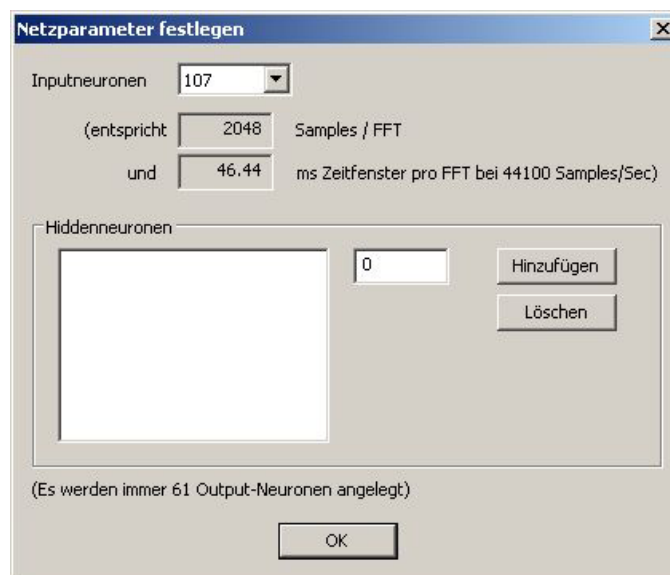 Netzparameter festlegen
Inputneuronen 107
(entspricht 2048 Samples / FFT
und 46.44 ms Zeitfenster pro FFT bei 44100 Samples/Sec)
Hiddenneuronen
0 Hinzufügen
Löschen
(Es werden immer 61 Output-Neuronen angelegt)
OK